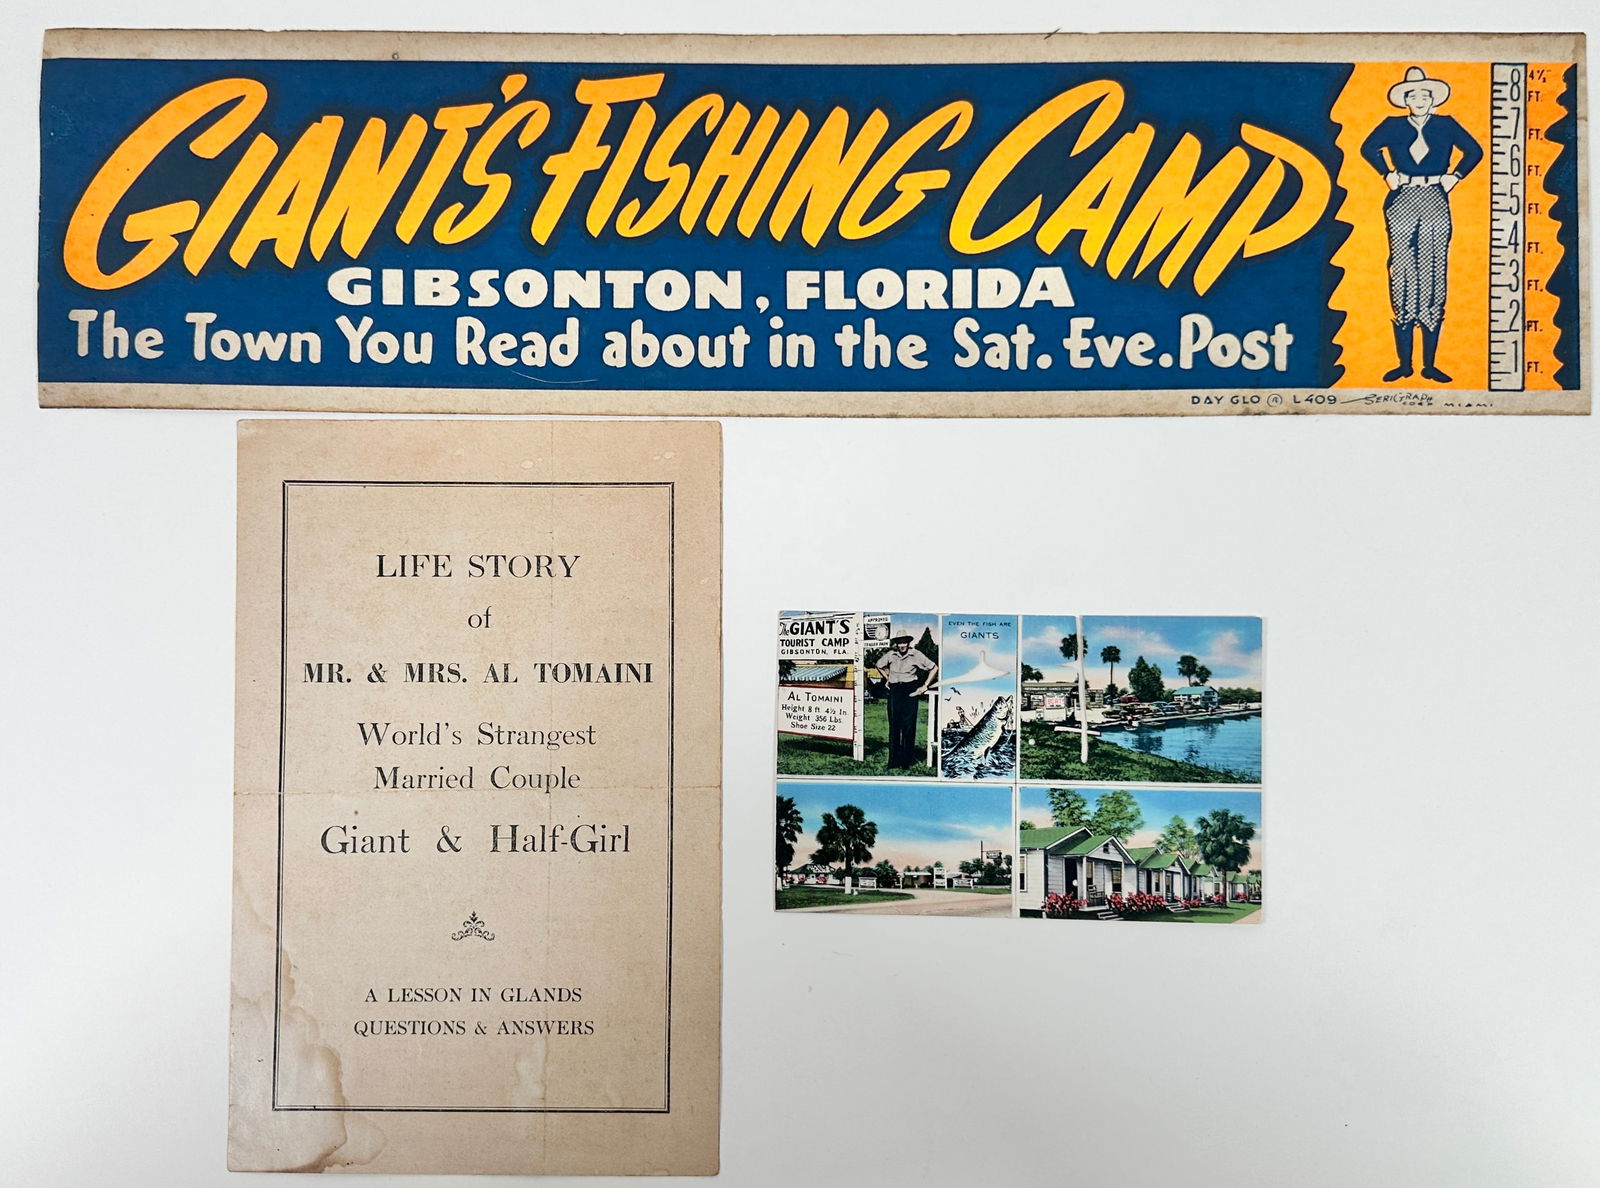 GIANT'S FISHING CAMP
GIBSONTON, FLORIDA
The Town You Read about in the Sat. Eve. Post
8 4½" FT.
7 FT.
6 FT.
5 FT.
4 FT.
3 FT.
2 FT.
1 FT.
DAY GLO ® L409 SERIGRAPH CORP MIAMI
LIFE STORY
of
MR. & MRS. AL TOMAINI
World's Strangest
Married Couple
Giant & Half-Girl
A LESSON IN GLANDS
QUESTIONS & ANSWERS
The GIANT'S
TOURIST CAMP
GIBSONTON, FLA.
AL TOMAINI
Height 8 ft 4½ In.
Weight 356 Lbs.
Shoe Size 22
APPROVED
EVEN THE FISH ARE
GIANTS